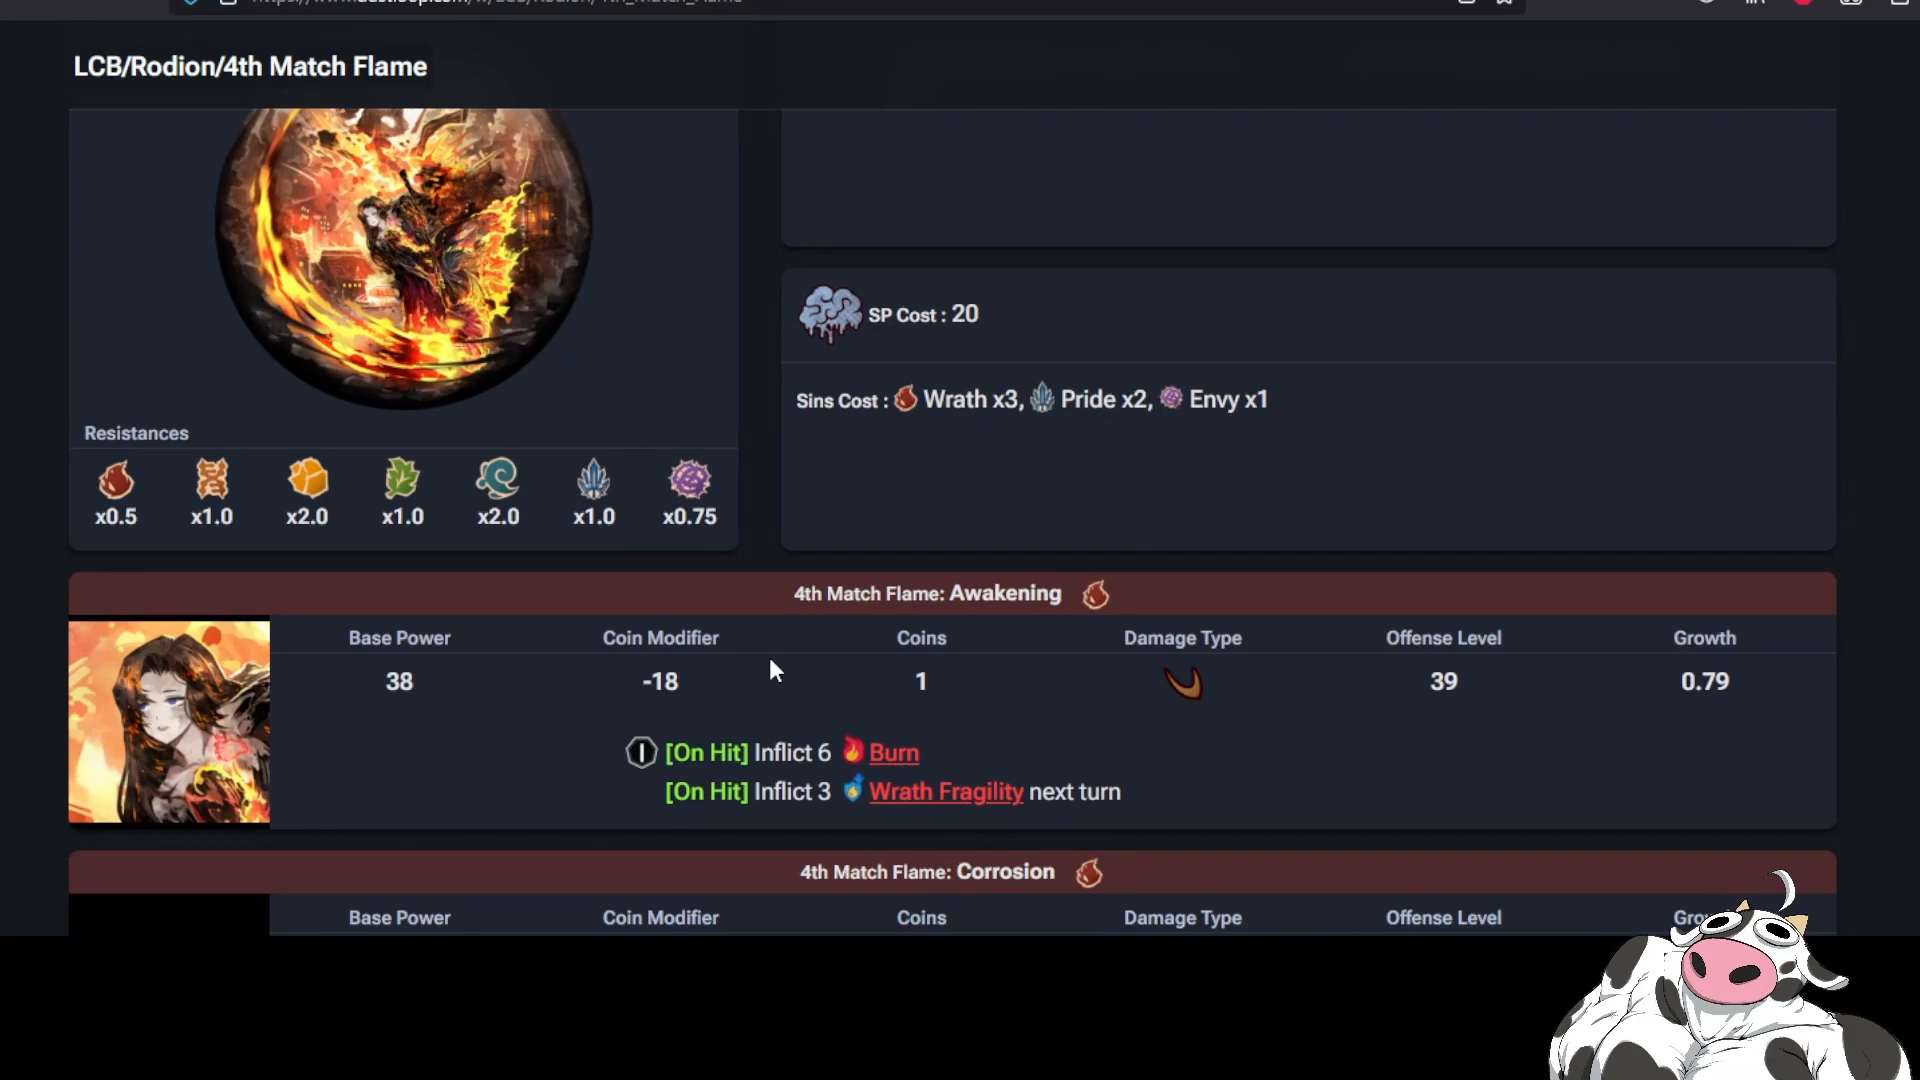 LCB/Rodion/4th Match Flame
SP Cost : 20
Sins Cost : Wrath x3, Pride x2, Envy x1
Resistances
x0.5 x1.0 x2.0 x1.0 x2.0 x1.0 x0.75
4th Match Flame: Awakening
Base Power Coin Modifier Coins Damage Type Offense Level Growth
38 -18 1 39 0.79
I [On Hit] Inflict 6 Burn
[On Hit] Inflict 3 Wrath Fragility next turn
4th Match Flame: Corrosion
Base Power Coin Modifier Coins Damage Type Offense Level